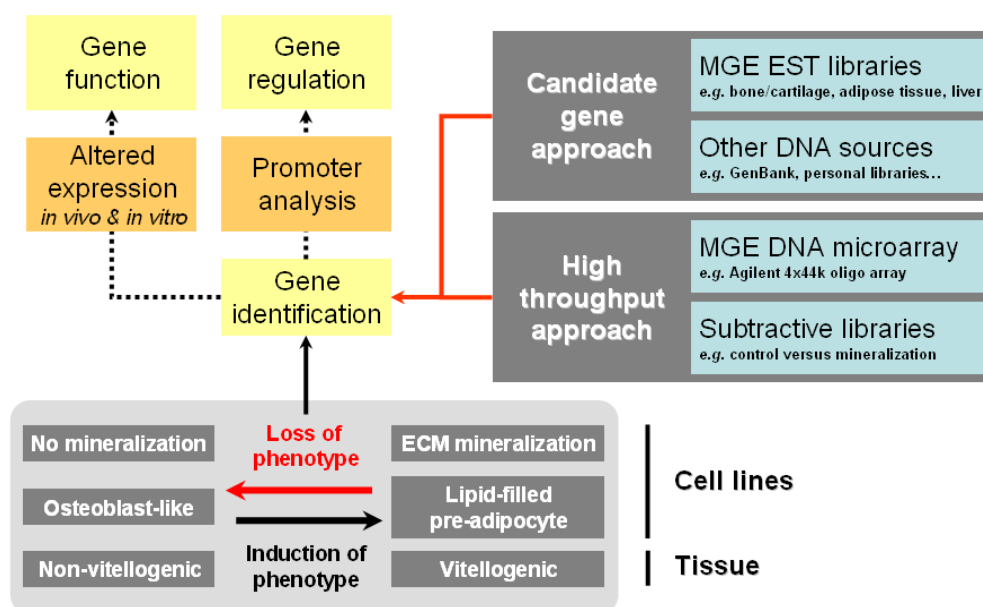 Gene
function
Gene
regulation
Altered
expression
in vivo & in vitro
Promoter
analysis
Gene
identification
Candidate
gene
approach
MGE EST libraries
e.g. bone/cartilage, adipose tissue, liver
Other DNA sources
e.g. GenBank, personal libraries...
High
throughput
approach
MGE DNA microarray
e.g. Agilent 4x44k oligo array
Subtractive libraries
e.g. control versus mineralization
No mineralization
Loss of
phenotype
ECM mineralization
Osteoblast-like
Lipid-filled
pre-adipocyte
Non-vitellogenic
Induction of
phenotype
Vitellogenic
Cell lines
Tissue